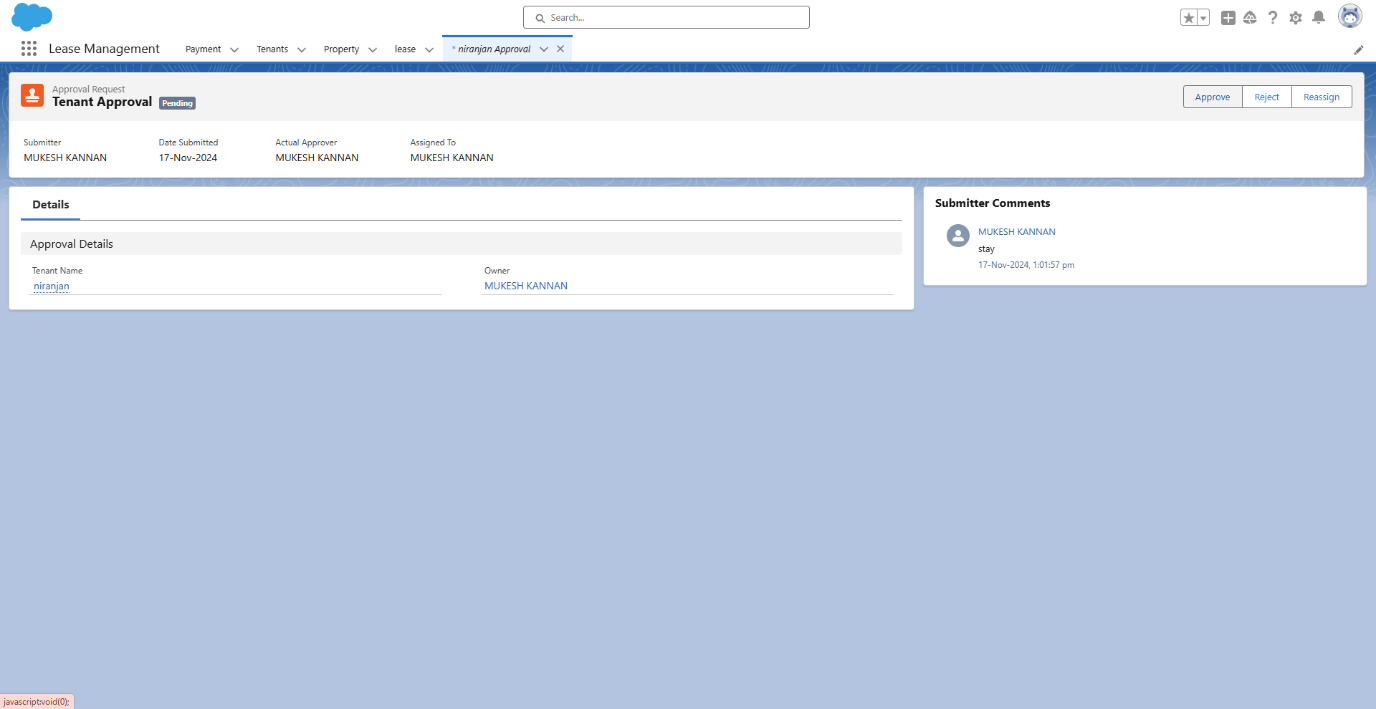 Search...
Lease Management Payment Tenants Property lease * niranjan Approval
Approval Request
Tenant Approval Pending
Approve Reject Reassign
Submitter Date Submitted Actual Approver Assigned To
MUKESH KANNAN 17-Nov-2024 MUKESH KANNAN MUKESH KANNAN
Details
Approval Details
Tenant Name Owner
niranjan MUKESH KANNAN
Submitter Comments
MUKESH KANNAN
stay
17-Nov-2024, 1:01:57 pm
javascript:void(0);